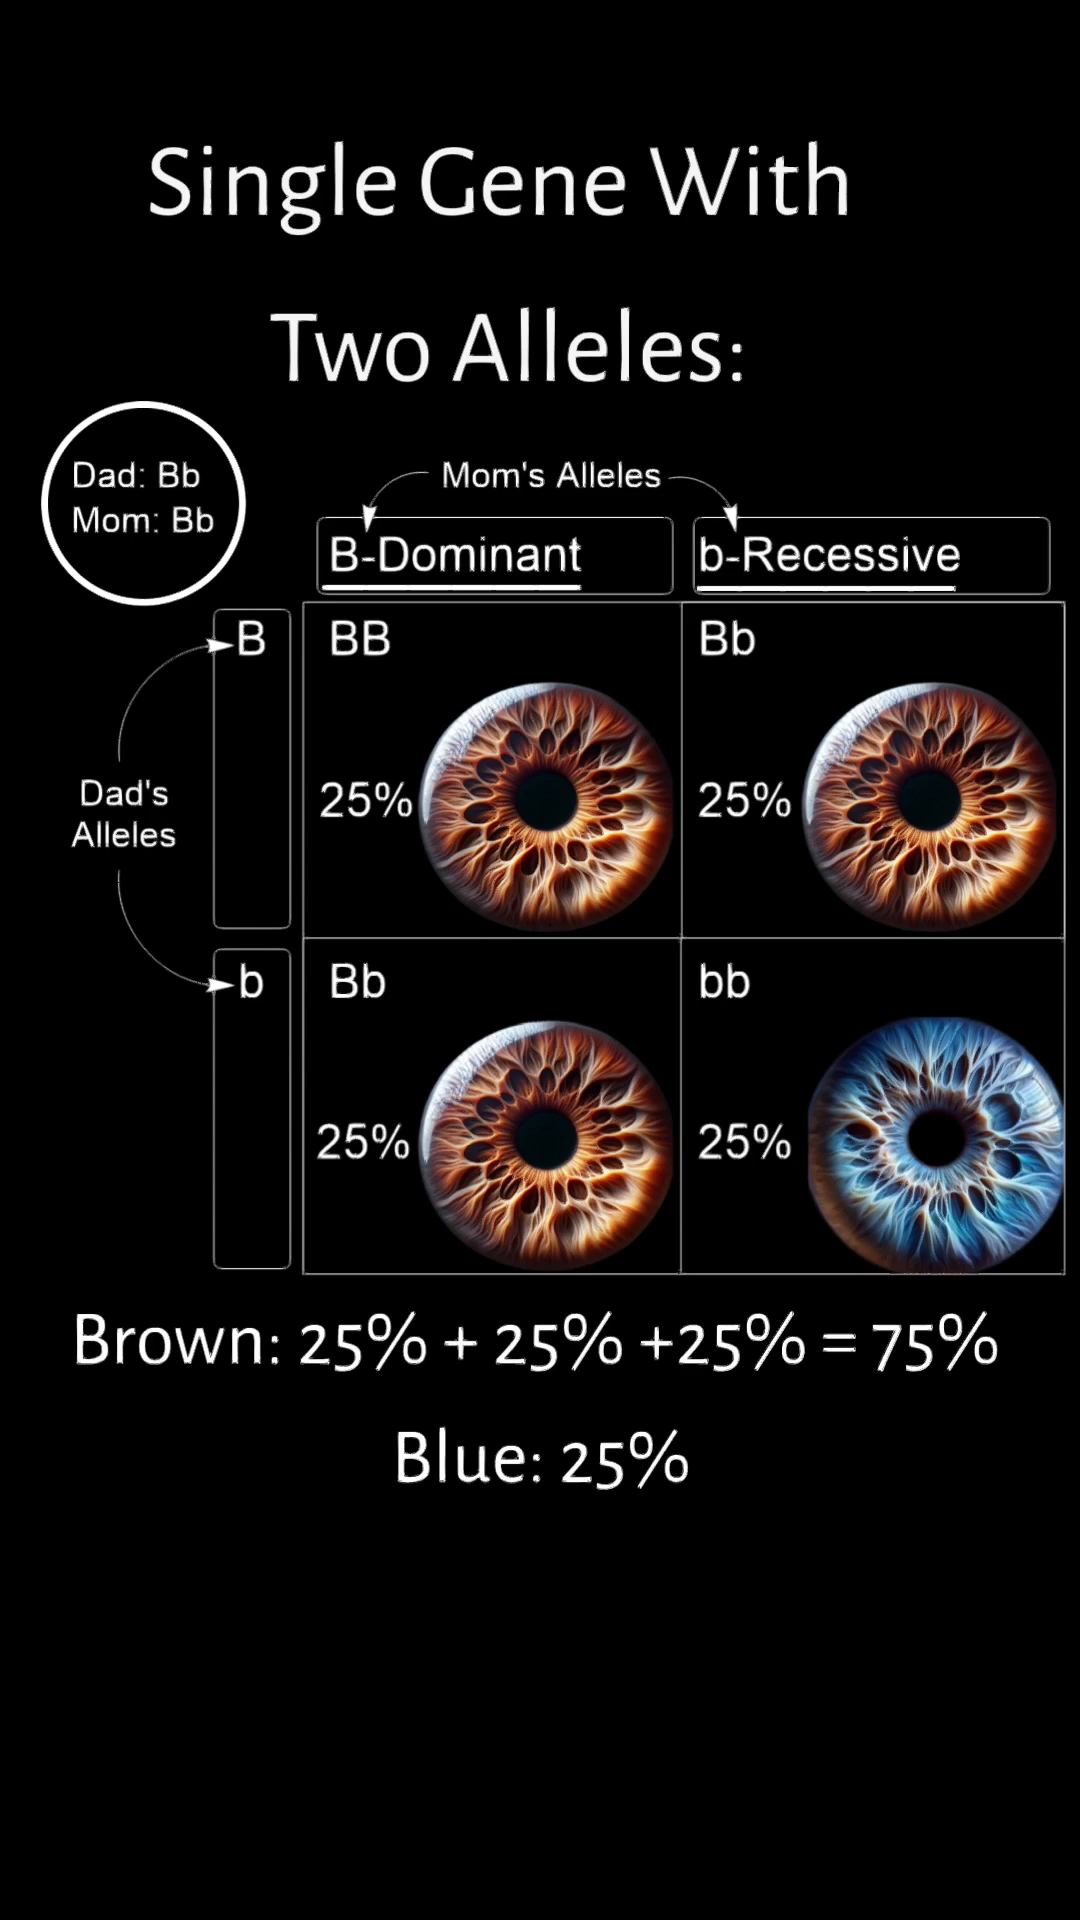 Single Gene With
Two Alleles:
Dad: Bb
Mom: Bb
Mom's Alleles
B-Dominant
b-Recessive
B
BB
Bb
25%
25%
Dad's
Alleles
b
Bb
bb
25%
25%
Brown: 25% + 25% +25% = 75%
Blue: 25%